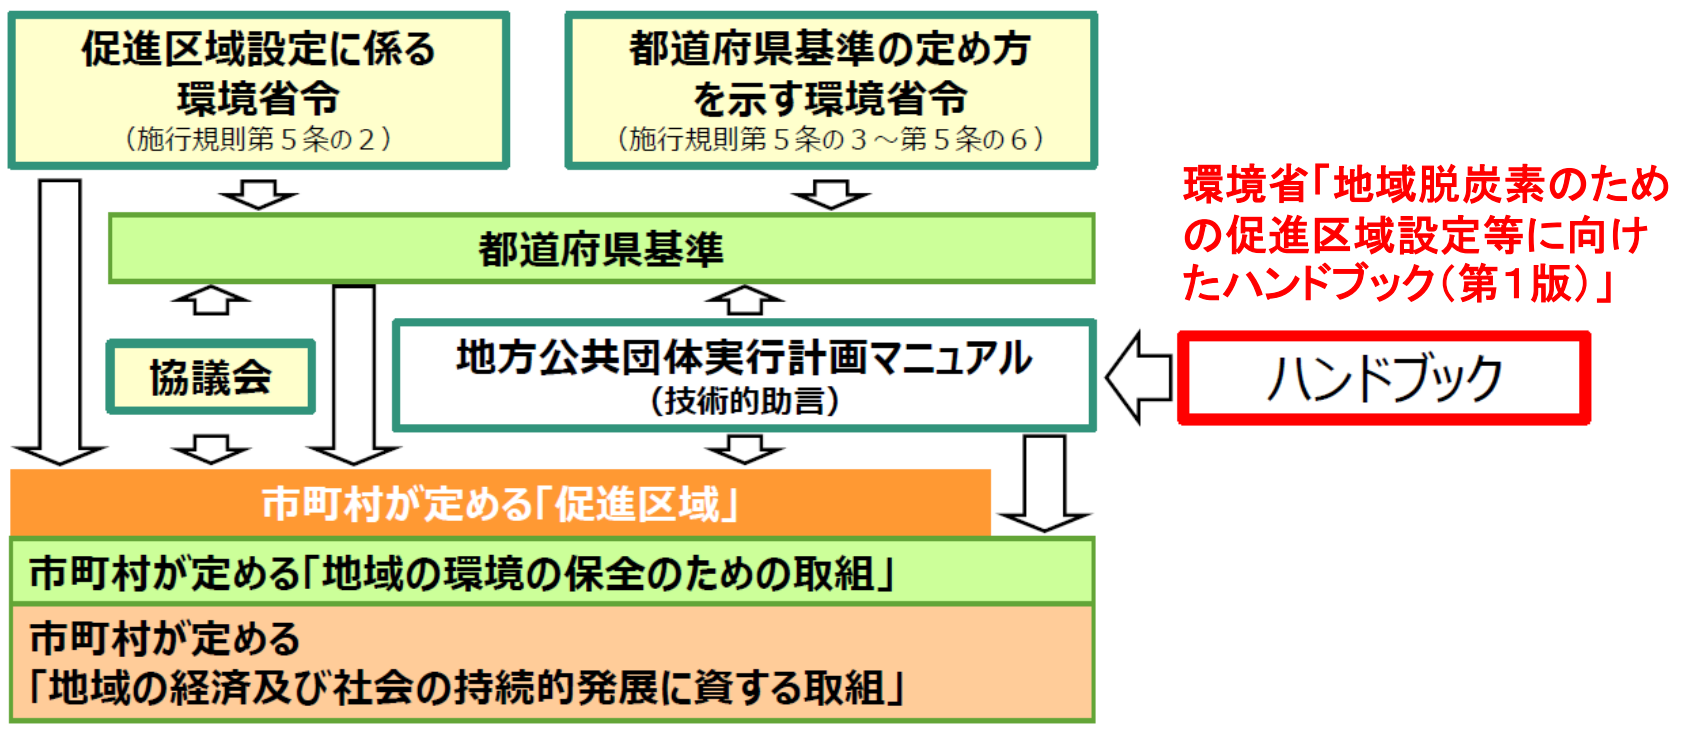 促進区域設定に係る
環境省令
（施行規則第５条の２）
都道府県基準の定め方
を示す環境省令
（施行規則第５条の３～第５条の６）
環境省「地域脱炭素のため
の促進区域設定等に向け
たハンドブック（第１版）」
都道府県基準
協議会
地方公共団体実行計画マニュアル
（技術的助言）
ハンドブック
市町村が定める「促進区域」
市町村が定める「地域の環境の保全のための取組」
市町村が定める
「地域の経済及び社会の持続的発展に資する取組」